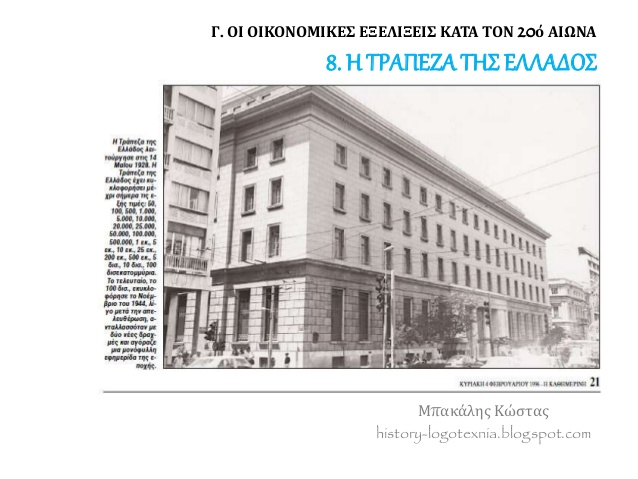 Γ. ΟΙ ΟΙΚΟΝΟΜΙΚΕΣ ΕΞΕΛΙΞΕΙΣ ΚΑΤΑ ΤΟΝ 20ό ΑΙΩΝΑ
8. Η ΤΡΑΠΕΖΑ ΤΗΣ ΕΛΛΑΔΟΣ
Η Τράπεζα της
Ελλάδος λει-
τούργησε στις 14
Μαΐου 1928. Η
Τράπεζα της
Ελλάδος έχει κυ-
κλοφορήσει μέ-
χρι σήμερα τις ε-
ξής τιμές: 50,
100, 500, 1.000,
5.000, 10.000,
20.000, 25.000,
50.000, 100.000,
500.000, 1 εκ., 5
εκ., 10 εκ., 25 εκ.,
200 εκ., 500 εκ., 5
δισ., 10 δισ., 100
δισεκατομμύρια.
Το τελευταίο, το
100 δισ., εκυκλο-
φόρησε το Νοέμ-
βριο του 1944, λί-
γο μετά την απε-
λευθέρωση, α-
νταλλασσόταν με
δύο νέες δραχ-
μές και αγόραζε
μια μονόφυλλη
εφημερίδα της ε-
ποχής.
ΚΥΡΙΑΚΗ 4 ΦΕΒΡΟΥΑΡΙΟΥ 1996 - Η ΚΑΘΗΜΕΡΙΝΗ 21
Μπακάλης Κώστας
history-logotexnia.blogspot.com